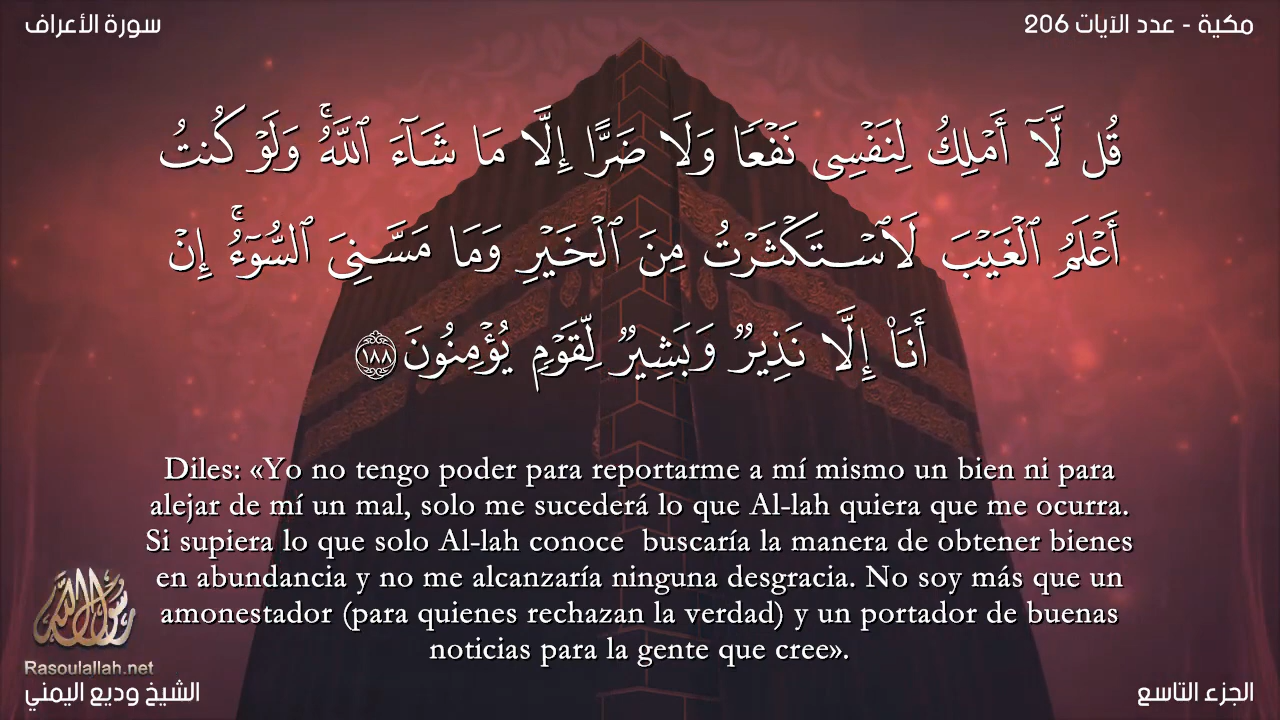 سورة الأعراف
مكية - عدد الآيات 206
قُل لَّآ أَمْلِكُ لِنَفْسِى نَفْعًا وَلَا ضَرًّا إِلَّا مَا شَآءَ ٱللَّهُ ۚ وَلَوْ كُنتُ
أَعْلَمُ ٱلْغَيْبَ لَٱسْتَكْثَرْتُ مِنَ ٱلْخَيْرِ وَمَا مَسَّنِىَ ٱلسُّوٓءُ ۚ إِنْ
أَنَا۠ إِلَّا نَذِيرٌ وَبَشِيرٌ لِّقَوْمٍ يُؤْمِنُونَ ١٨٨
Diles: «Yo no tengo poder para reportarme a mí mismo un bien ni para
alejar de mí un mal, solo me sucederá lo que Al-lah quiera que me ocurra.
Si supiera lo que solo Al-lah conoce  buscaría la manera de obtener bienes
en abundancia y no me alcanzaría ninguna desgracia. No soy más que un
amonestador (para quienes rechazan la verdad) y un portador de buenas
noticias para la gente que cree».
رسول الله
Rasoulallah.net
الشيخ وديع اليمني
الجزء التاسع